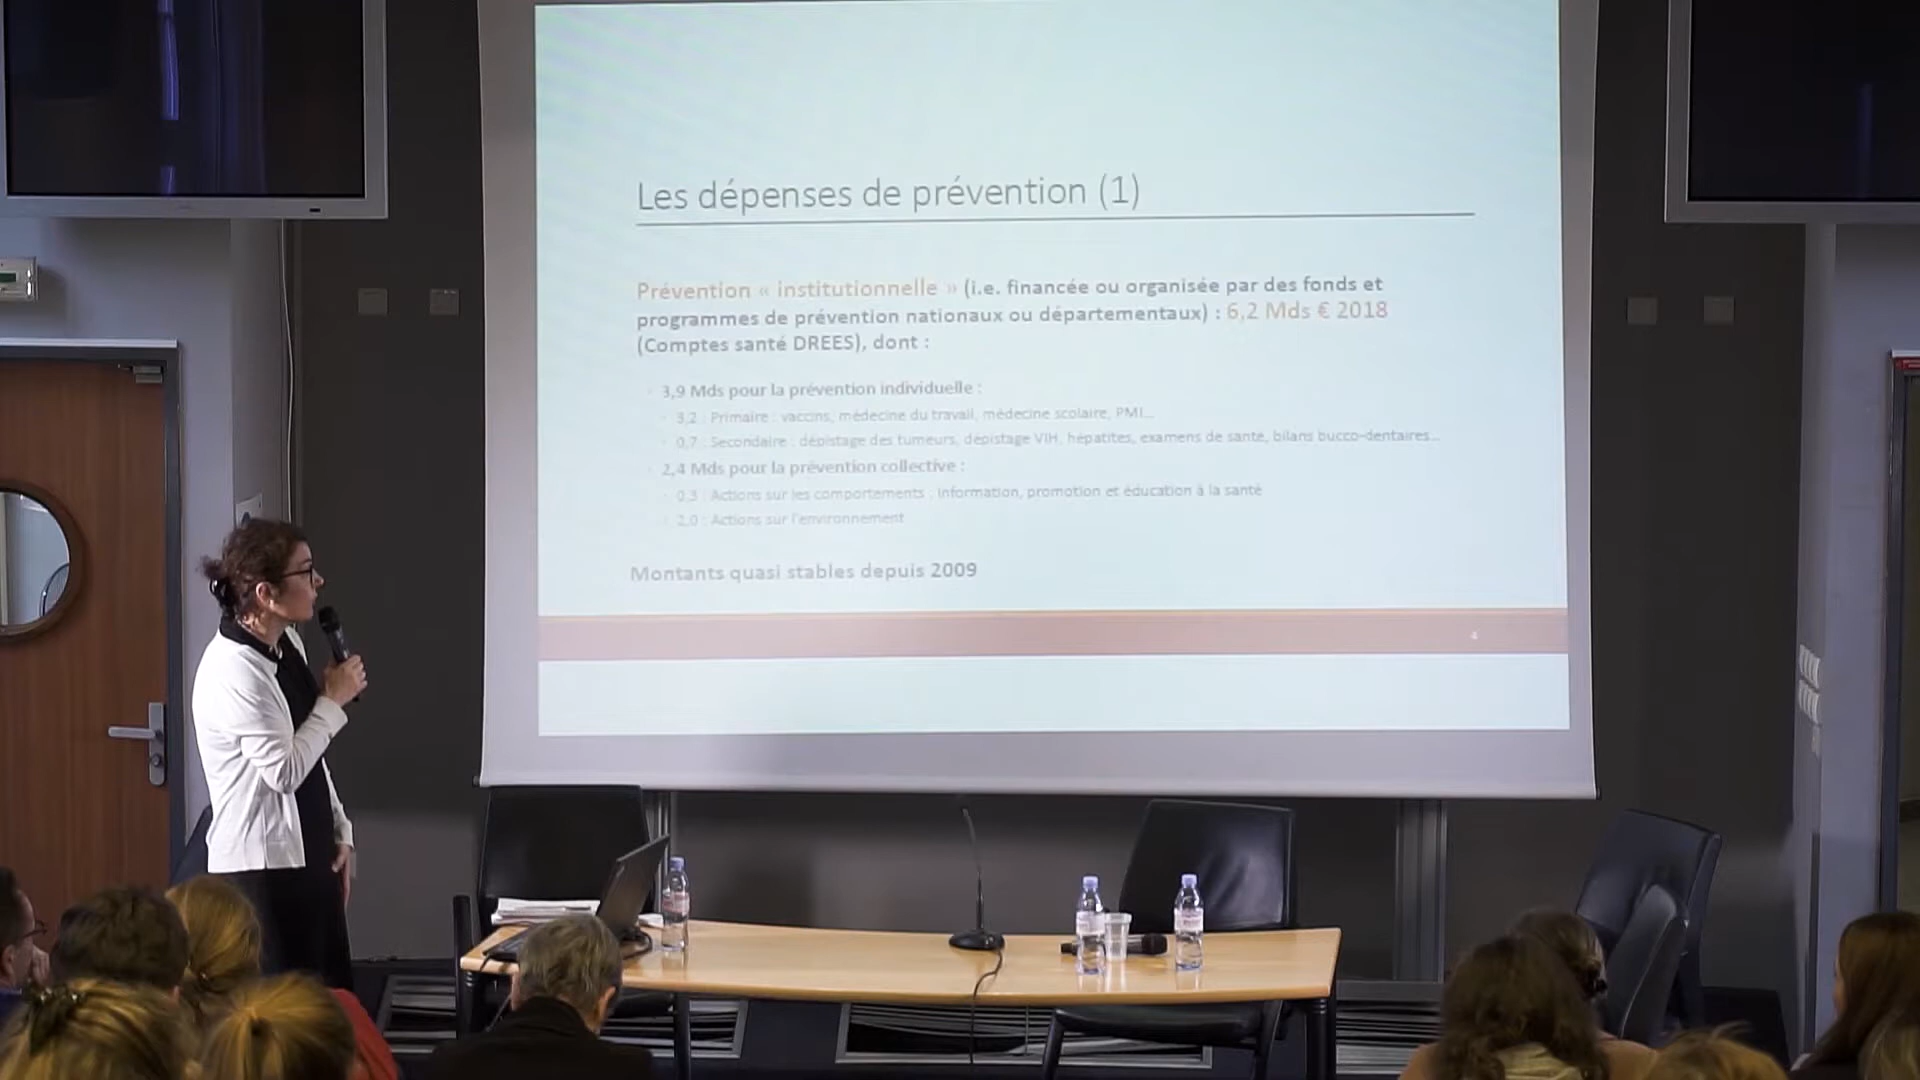 Les dépenses de prévention (1)
Prévention « institutionnelle » (i.e. financée ou organisée par des fonds et
programmes de prévention nationaux ou départementaux) : 6,2 Mds € 2018
(Comptes santé DREES), dont :
3,9 Mds pour la prévention individuelle :
3,2 : Primaire : vaccins, médecine du travail, médecine scolaire, PMI...
0,7 : Secondaire : dépistage des tumeurs, dépistage VIH, hépatites, examens de santé, bilans bucco-dentaires...
2,4 Mds pour la prévention collective :
0,3 : Actions sur les comportements : information, promotion et éducation à la santé
2,0 : Actions sur l'environnement
Montants quasi stables depuis 2009
4